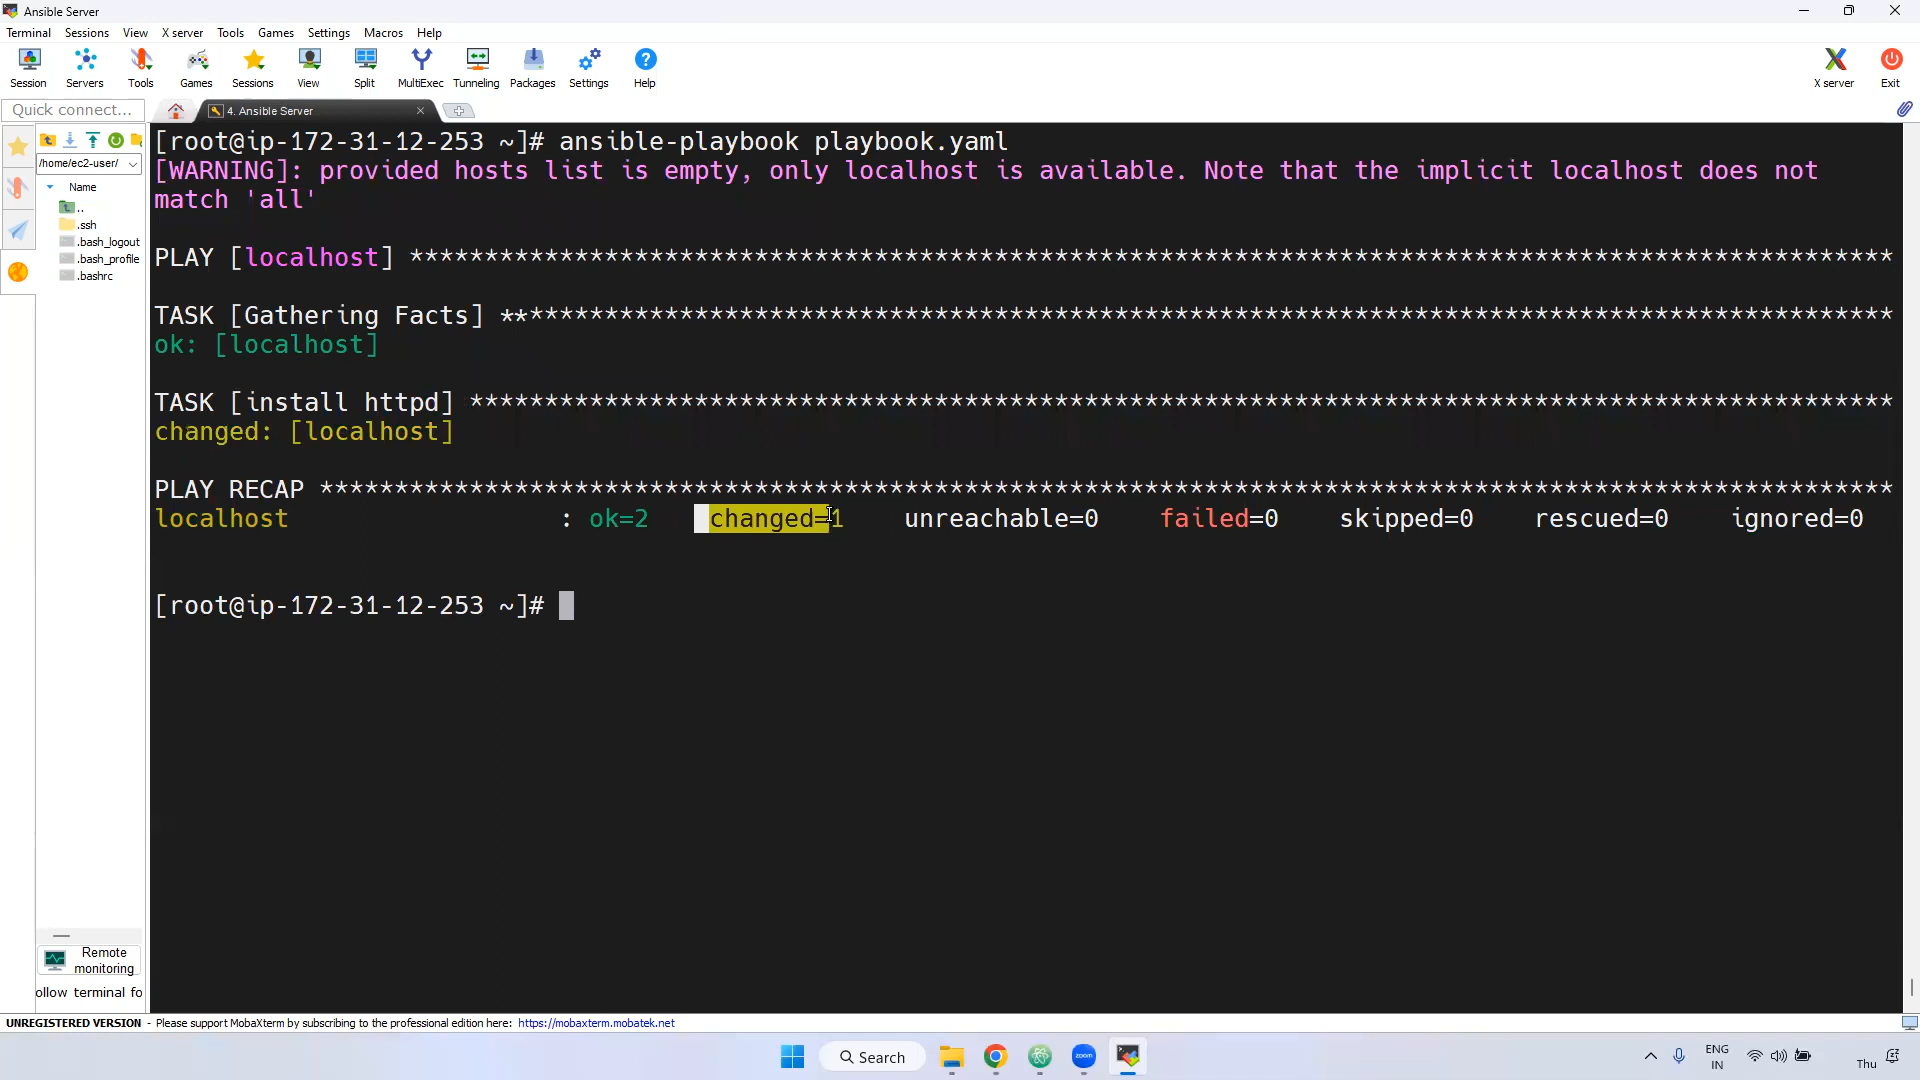 Ansible Server
Terminal Sessions View X server Tools Games Settings Macros Help
Session Servers Tools Games Sessions View Split MultiExec Tunneling Packages Settings Help X server Exit
Quick connect... 4. Ansible Server
/home/ec2-user/
Name
..
.ssh
.bash_logout
.bash_profile
.bashrc
[root@ip-172-31-12-253 ~]# ansible-playbook playbook.yaml
[WARNING]: provided hosts list is empty, only localhost is available. Note that the implicit localhost does not
match 'all'
PLAY [localhost] ***************************************************************************************************
TASK [Gathering Facts] *********************************************************************************************
ok: [localhost]
TASK [install httpd] ***********************************************************************************************
changed: [localhost]
PLAY RECAP *********************************************************************************************************
localhost : ok=2 changed=1 unreachable=0 failed=0 skipped=0 rescued=0 ignored=0
[root@ip-172-31-12-253 ~]#
Remote
monitoring
ollow terminal fo
UNREGISTERED VERSION - Please support MobaXterm by subscribing to the professional edition here: https://mobaxterm.mobatek.net
Search
zoom
ENG
IN
Thu